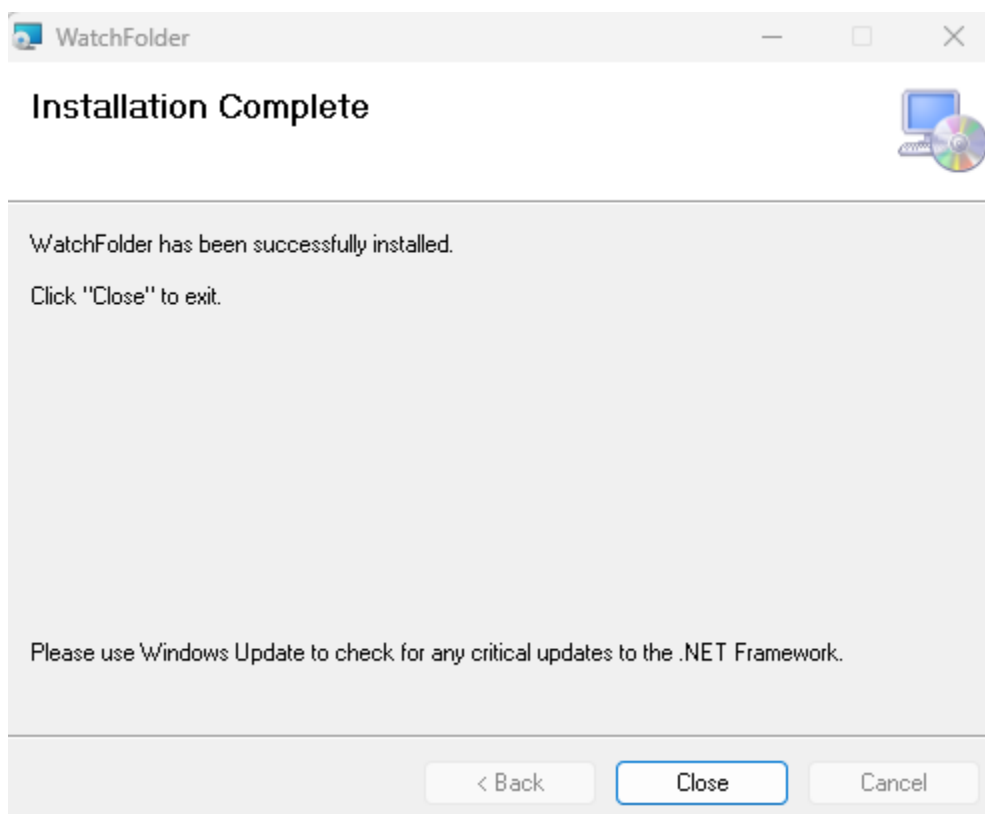 WatchFolder
Installation Complete
WatchFolder has been successfully installed.
Click "Close" to exit.
Please use Windows Update to check for any critical updates to the .NET Framework.
< Back
Close
Cancel